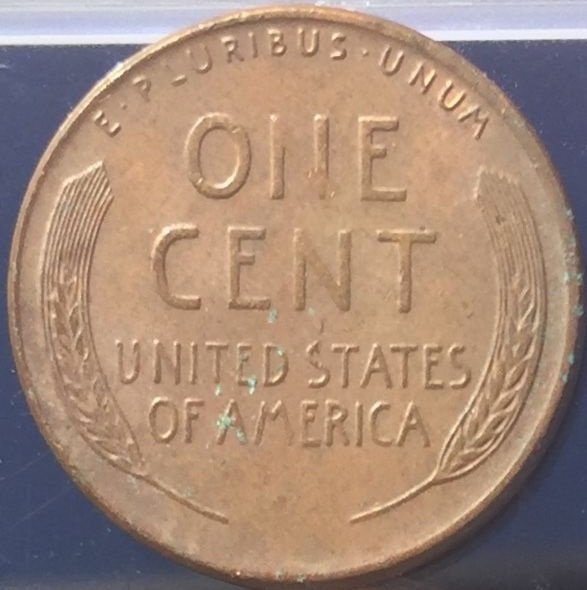 E · PLURIBUS · UNUM
ONE
CENT
UNITED STATES
OF AMERICA